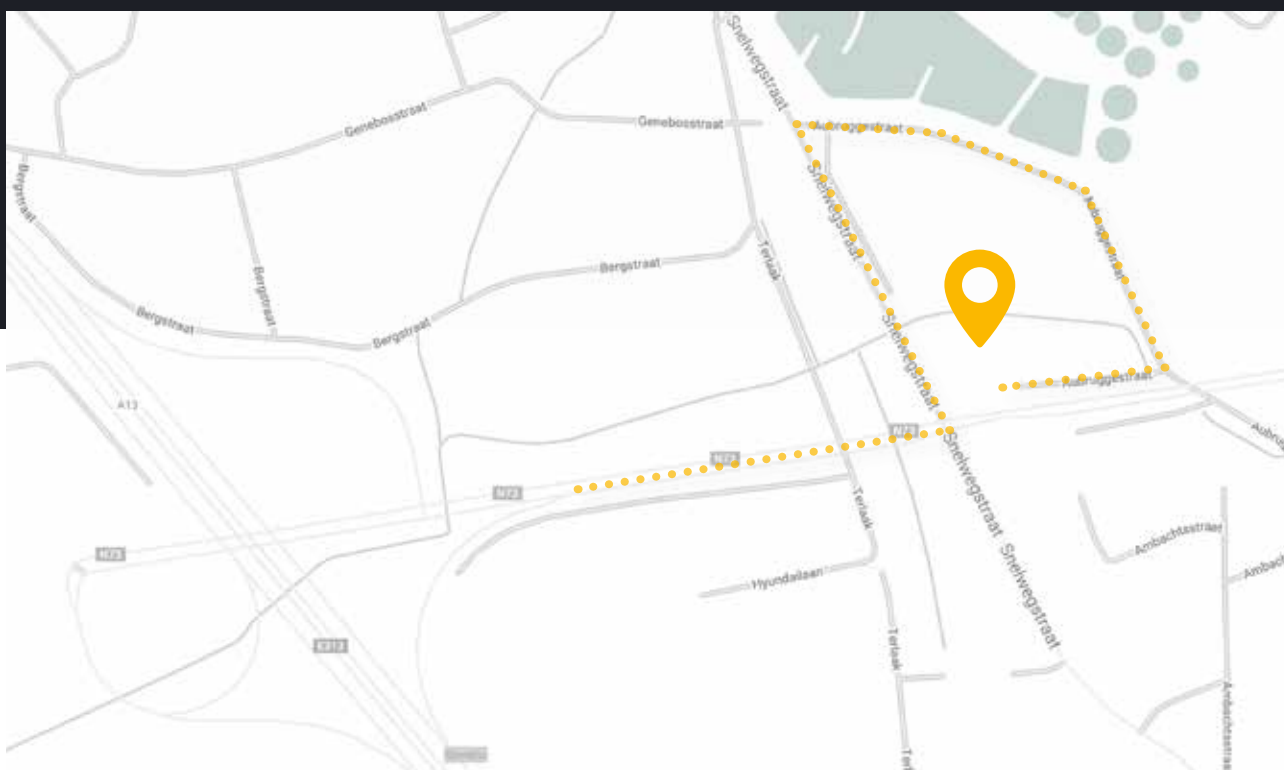 Snelwegstraat
Genebosstraat
Genebosstraat
Aubruggestraat
Bergstraat
Snelwegstraat
Aubruggestraat
Terlaak
Bergstraat
Bergstraat
Bergstraat
Bergstraat
Snelwegstraat
Aubruggestraat
A13
N73
N73
Snelwegstraat
N73
Terlaak
Ambachtsstraat
N73
Snelwegstraat
Hyundailaan
E313
Terlaak
Ambachtsstraat